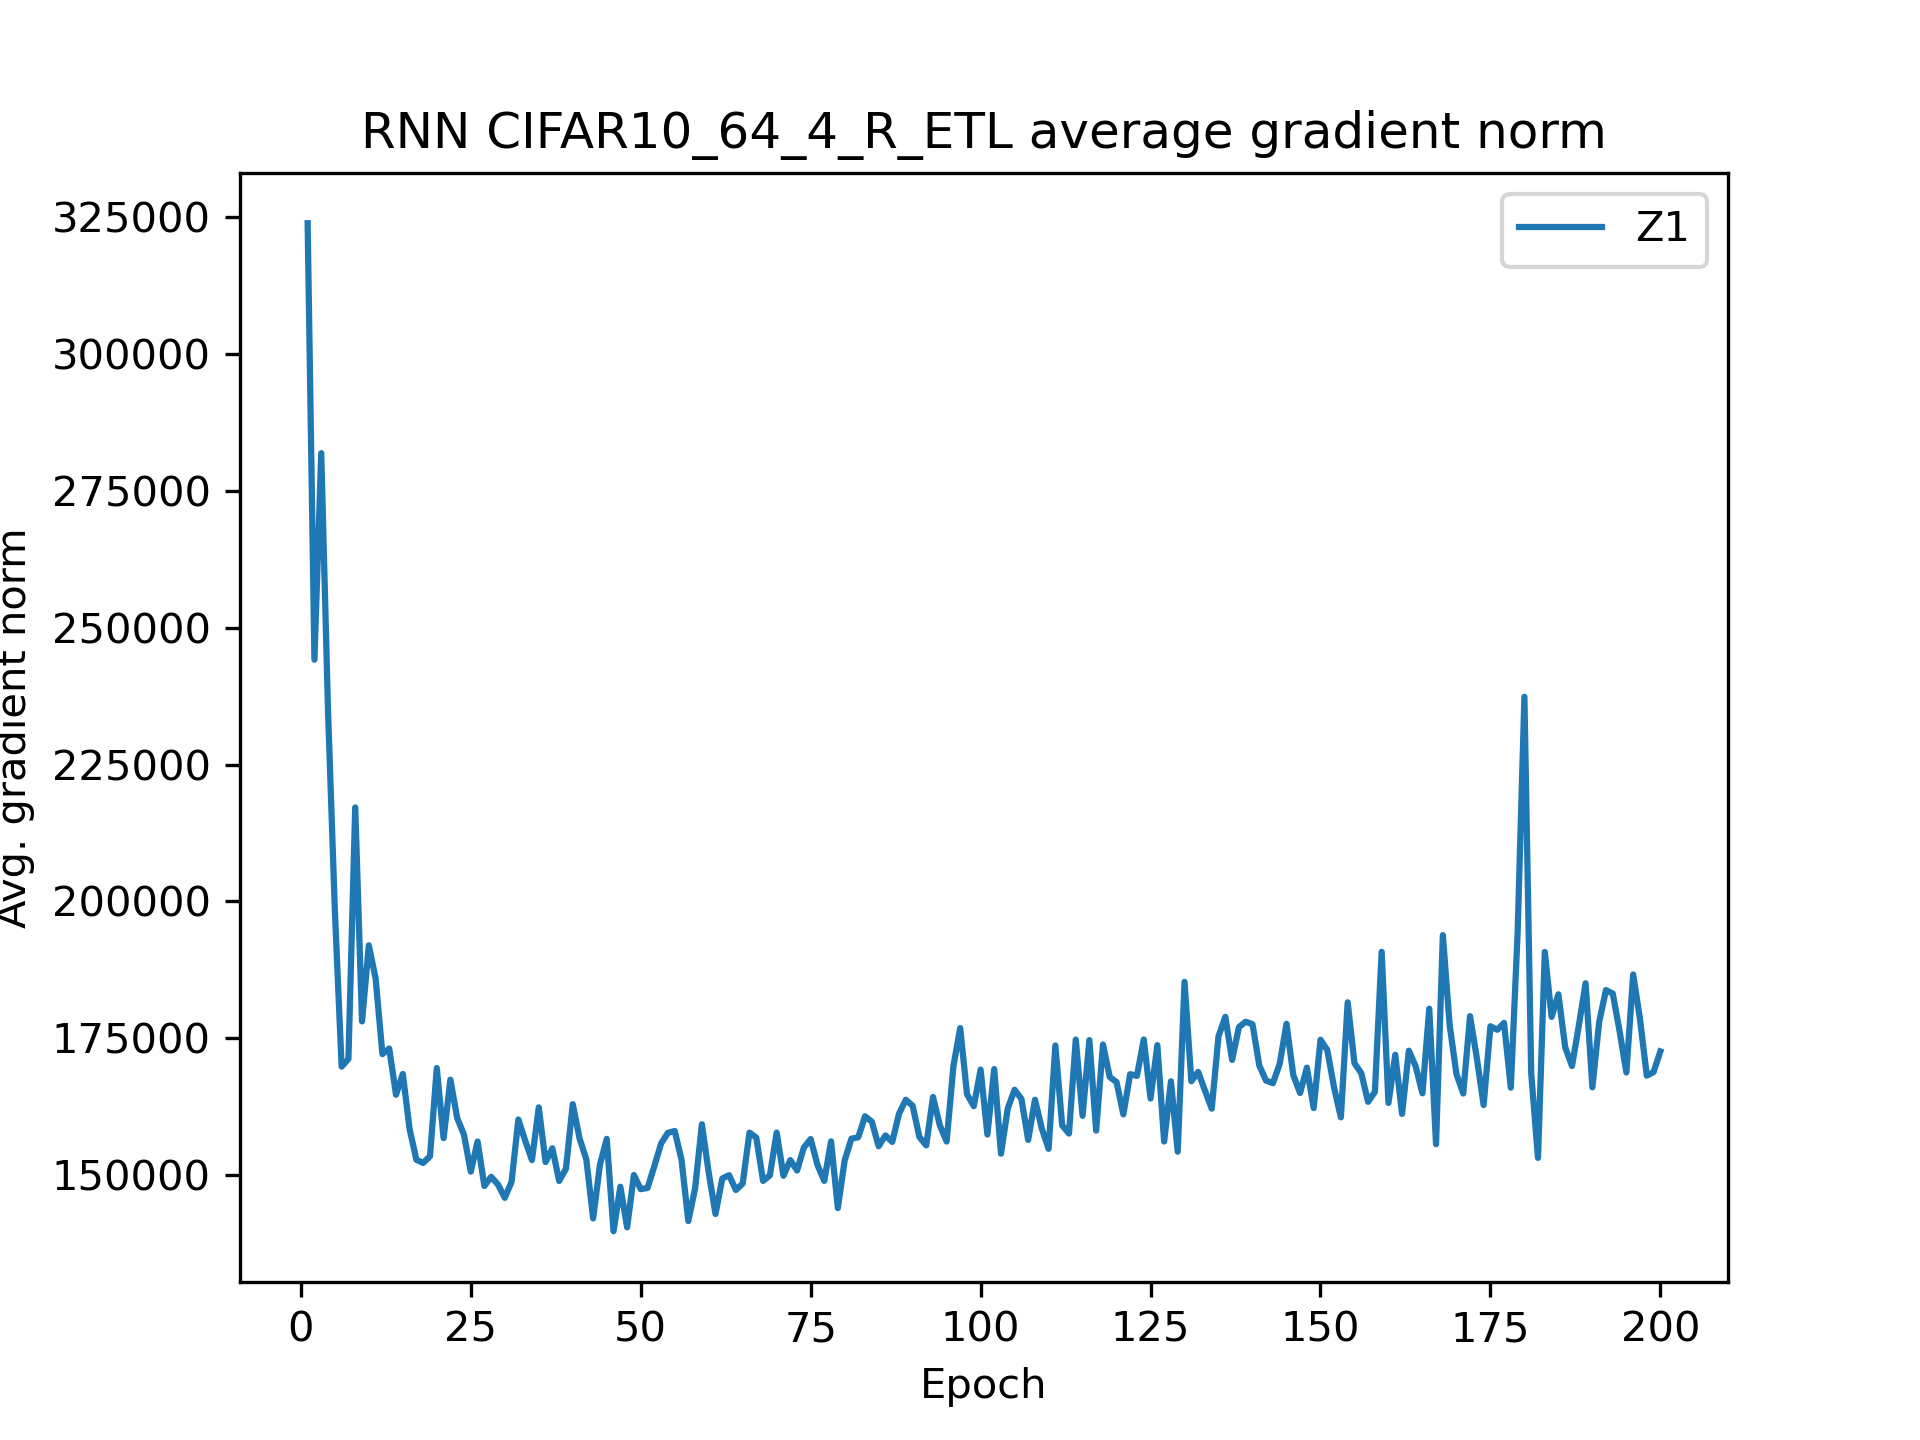 RNN CIFAR10_64_4_R_ETL average gradient norm
Z1
325000
300000
275000
250000
225000
200000
175000
150000
Avg. gradient norm
0 25 50 75 100 125 150 175 200
Epoch